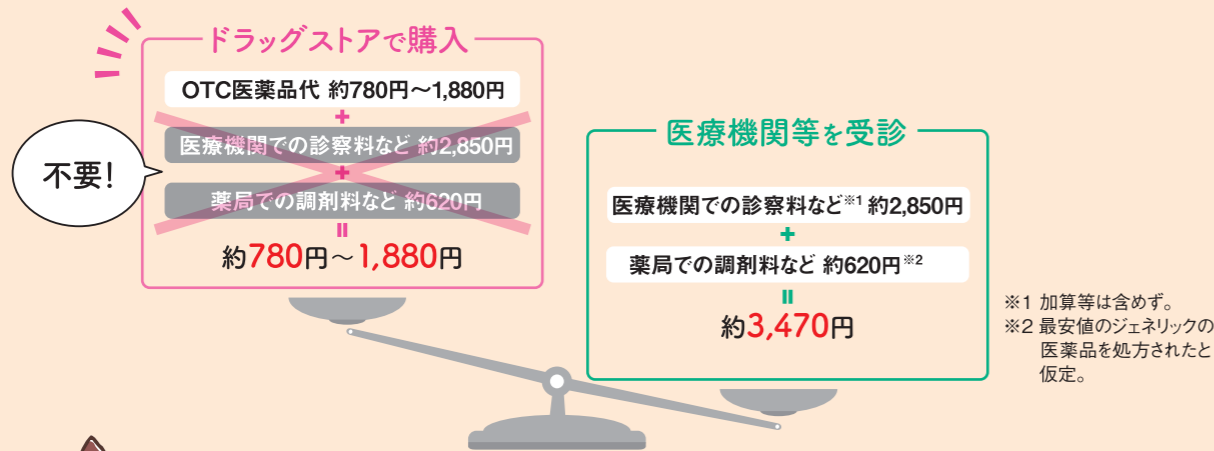 ドラッグストアで購入
OTC医薬品代 約780円～1,880円
+
医療機関での診察料など 約2,850円
+
薬局での調剤料など 約620円
=
約780円～1,880円
不要!
医療機関等を受診
医療機関での診察料など※1 約2,850円
+
薬局での調剤料など 約620円※2
=
約3,470円
※1 加算等は含めず。
※2 最安値のジェネリックの
医薬品を処方されたと
仮定。